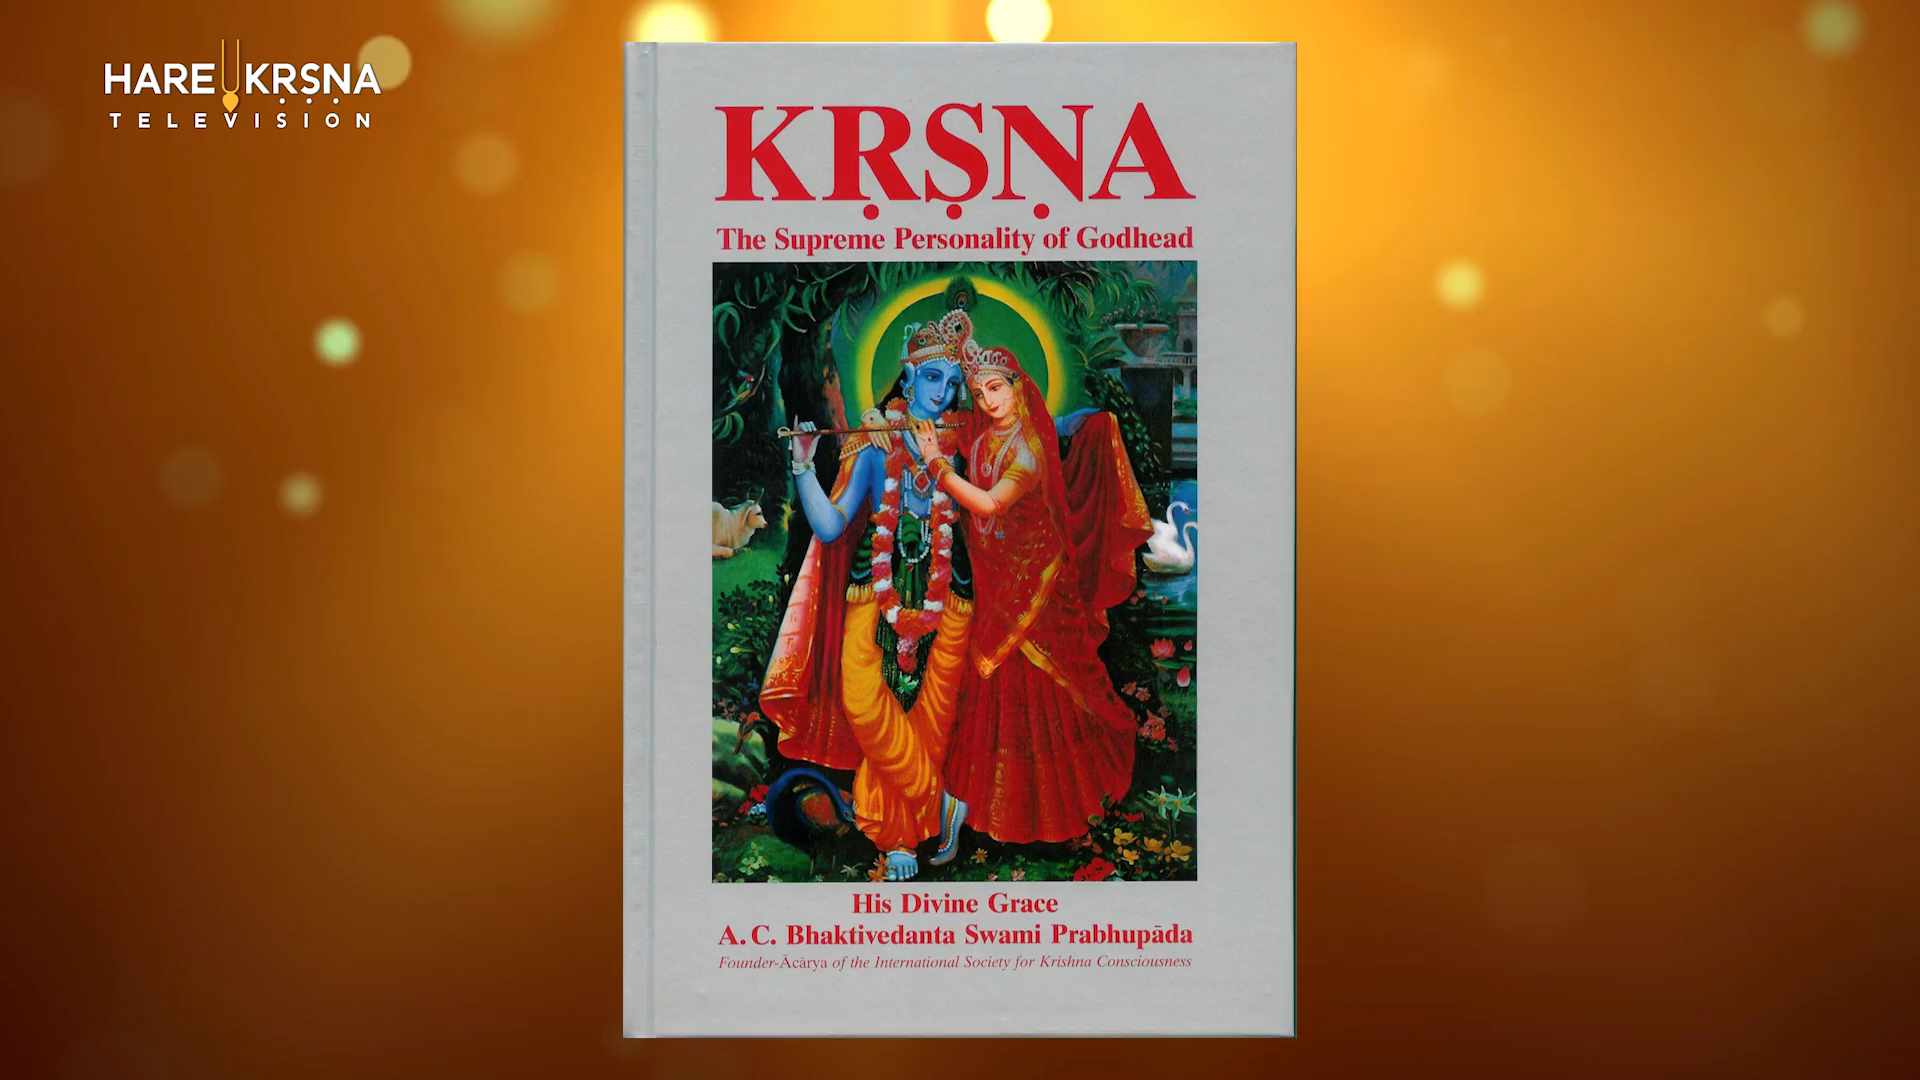 HARE KṚṢṆA
TELEVISION
KṚṢṆA
The Supreme Personality of Godhead
His Divine Grace
A. C. Bhaktivedanta Swami Prabhupāda
Founder-Ācārya of the International Society for Krishna Consciousness